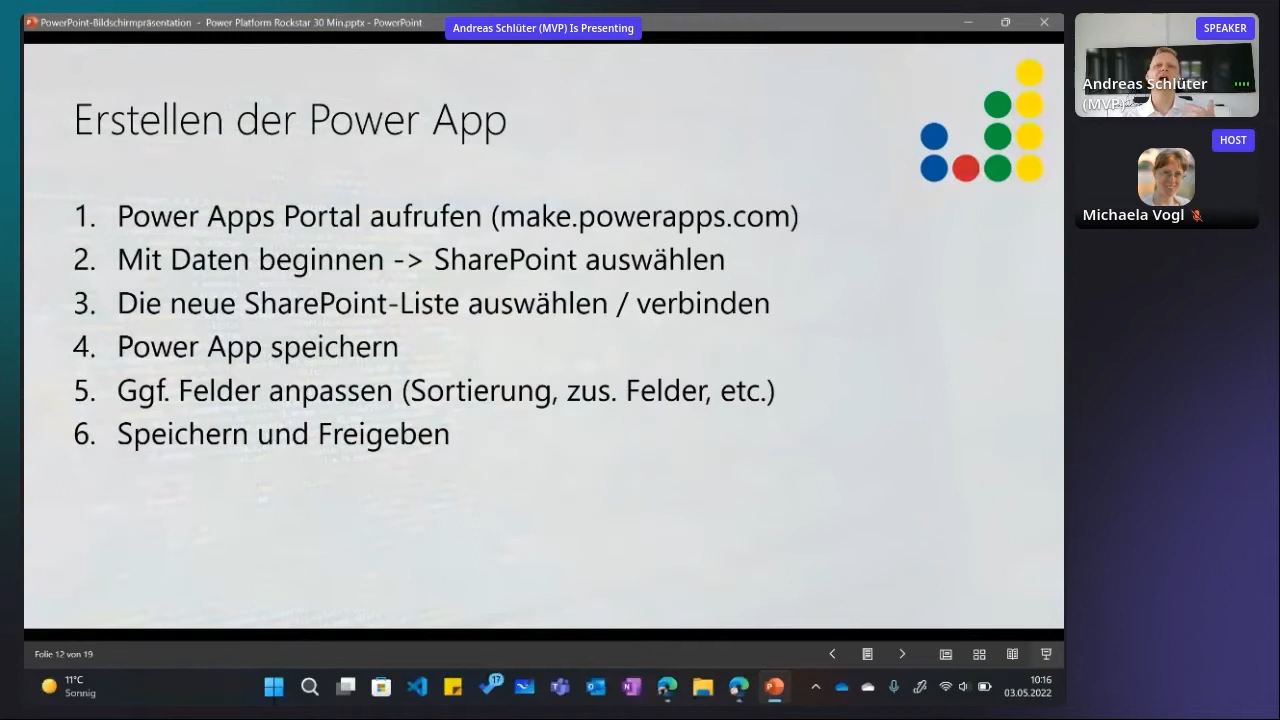 PowerPoint-Bildschirmpräsentation - Power Platform Rockstar 30 Min.pptx - PowerPoint
Andreas Schlüter (MVP) Is Presenting
Erstellen der Power App
1. Power Apps Portal aufrufen (make.powerapps.com)
2. Mit Daten beginnen -> SharePoint auswählen
3. Die neue SharePoint-Liste auswählen / verbinden
4. Power App speichern
5. Ggf. Felder anpassen (Sortierung, zus. Felder, etc.)
6. Speichern und Freigeben
SPEAKER
Andreas Schlüter
(MVP)
HOST
Michaela Vogl
Folie 12 von 19
11°C
Sonnig
17
10:16
03.05.2022